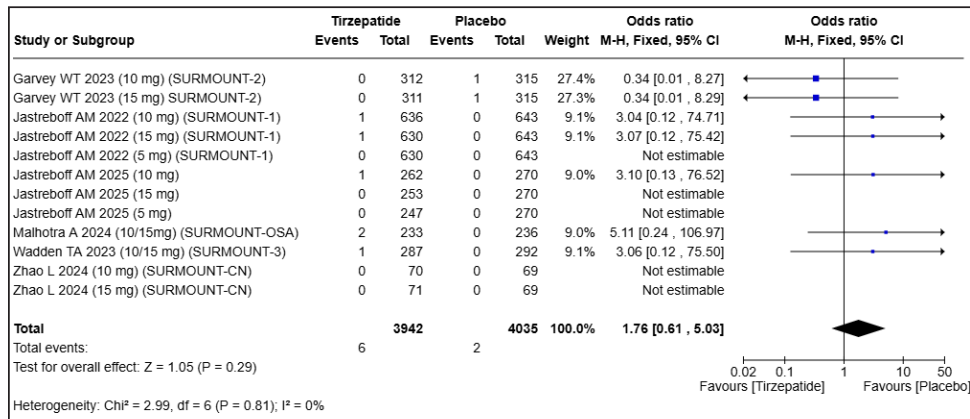 Tirzepatide Placebo Odds ratio Odds ratio
Study or Subgroup Events Total Events Total Weight M-H, Fixed, 95% CI M-H, Fixed, 95% CI
Garvey WT 2023 (10 mg) (SURMOUNT-2) 0 312 1 315 27.4% 0.34 [0.01 , 8.27]
Garvey WT 2023 (15 mg) SURMOUNT-2) 0 311 1 315 27.3% 0.34 [0.01 , 8.29]
Jastreboff AM 2022 (10 mg) (SURMOUNT-1) 1 636 0 643 9.1% 3.04 [0.12 , 74.71]
Jastreboff AM 2022 (15 mg) (SURMOUNT-1) 1 630 0 643 9.1% 3.07 [0.12 , 75.42]
Jastreboff AM 2022 (5 mg) (SURMOUNT-1) 0 630 0 643 Not estimable
Jastreboff AM 2025 (10 mg) 1 262 0 270 9.0% 3.10 [0.13 , 76.52]
Jastreboff AM 2025 (15 mg) 0 253 0 270 Not estimable
Jastreboff AM 2025 (5 mg) 0 247 0 270 Not estimable
Malhotra A 2024 (10/15mg) (SURMOUNT-OSA) 2 233 0 236 9.0% 5.11 [0.24 , 106.97]
Wadden TA 2023 (10/15 mg) (SURMOUNT-3) 1 287 0 292 9.1% 3.06 [0.12 , 75.50]
Zhao L 2024 (10 mg) (SURMOUNT-CN) 0 70 0 69 Not estimable
Zhao L 2024 (15 mg) (SURMOUNT-CN) 0 71 0 69 Not estimable
Total 3942 4035 100.0% 1.76 [0.61 , 5.03]
Total events: 6 2
Test for overall effect: Z = 1.05 (P = 0.29)
0.02 0.1 1 10 50
Favours [Tirzepatide] Favours [Placebo]
Heterogeneity: Chi² = 2.99, df = 6 (P = 0.81); I² = 0%